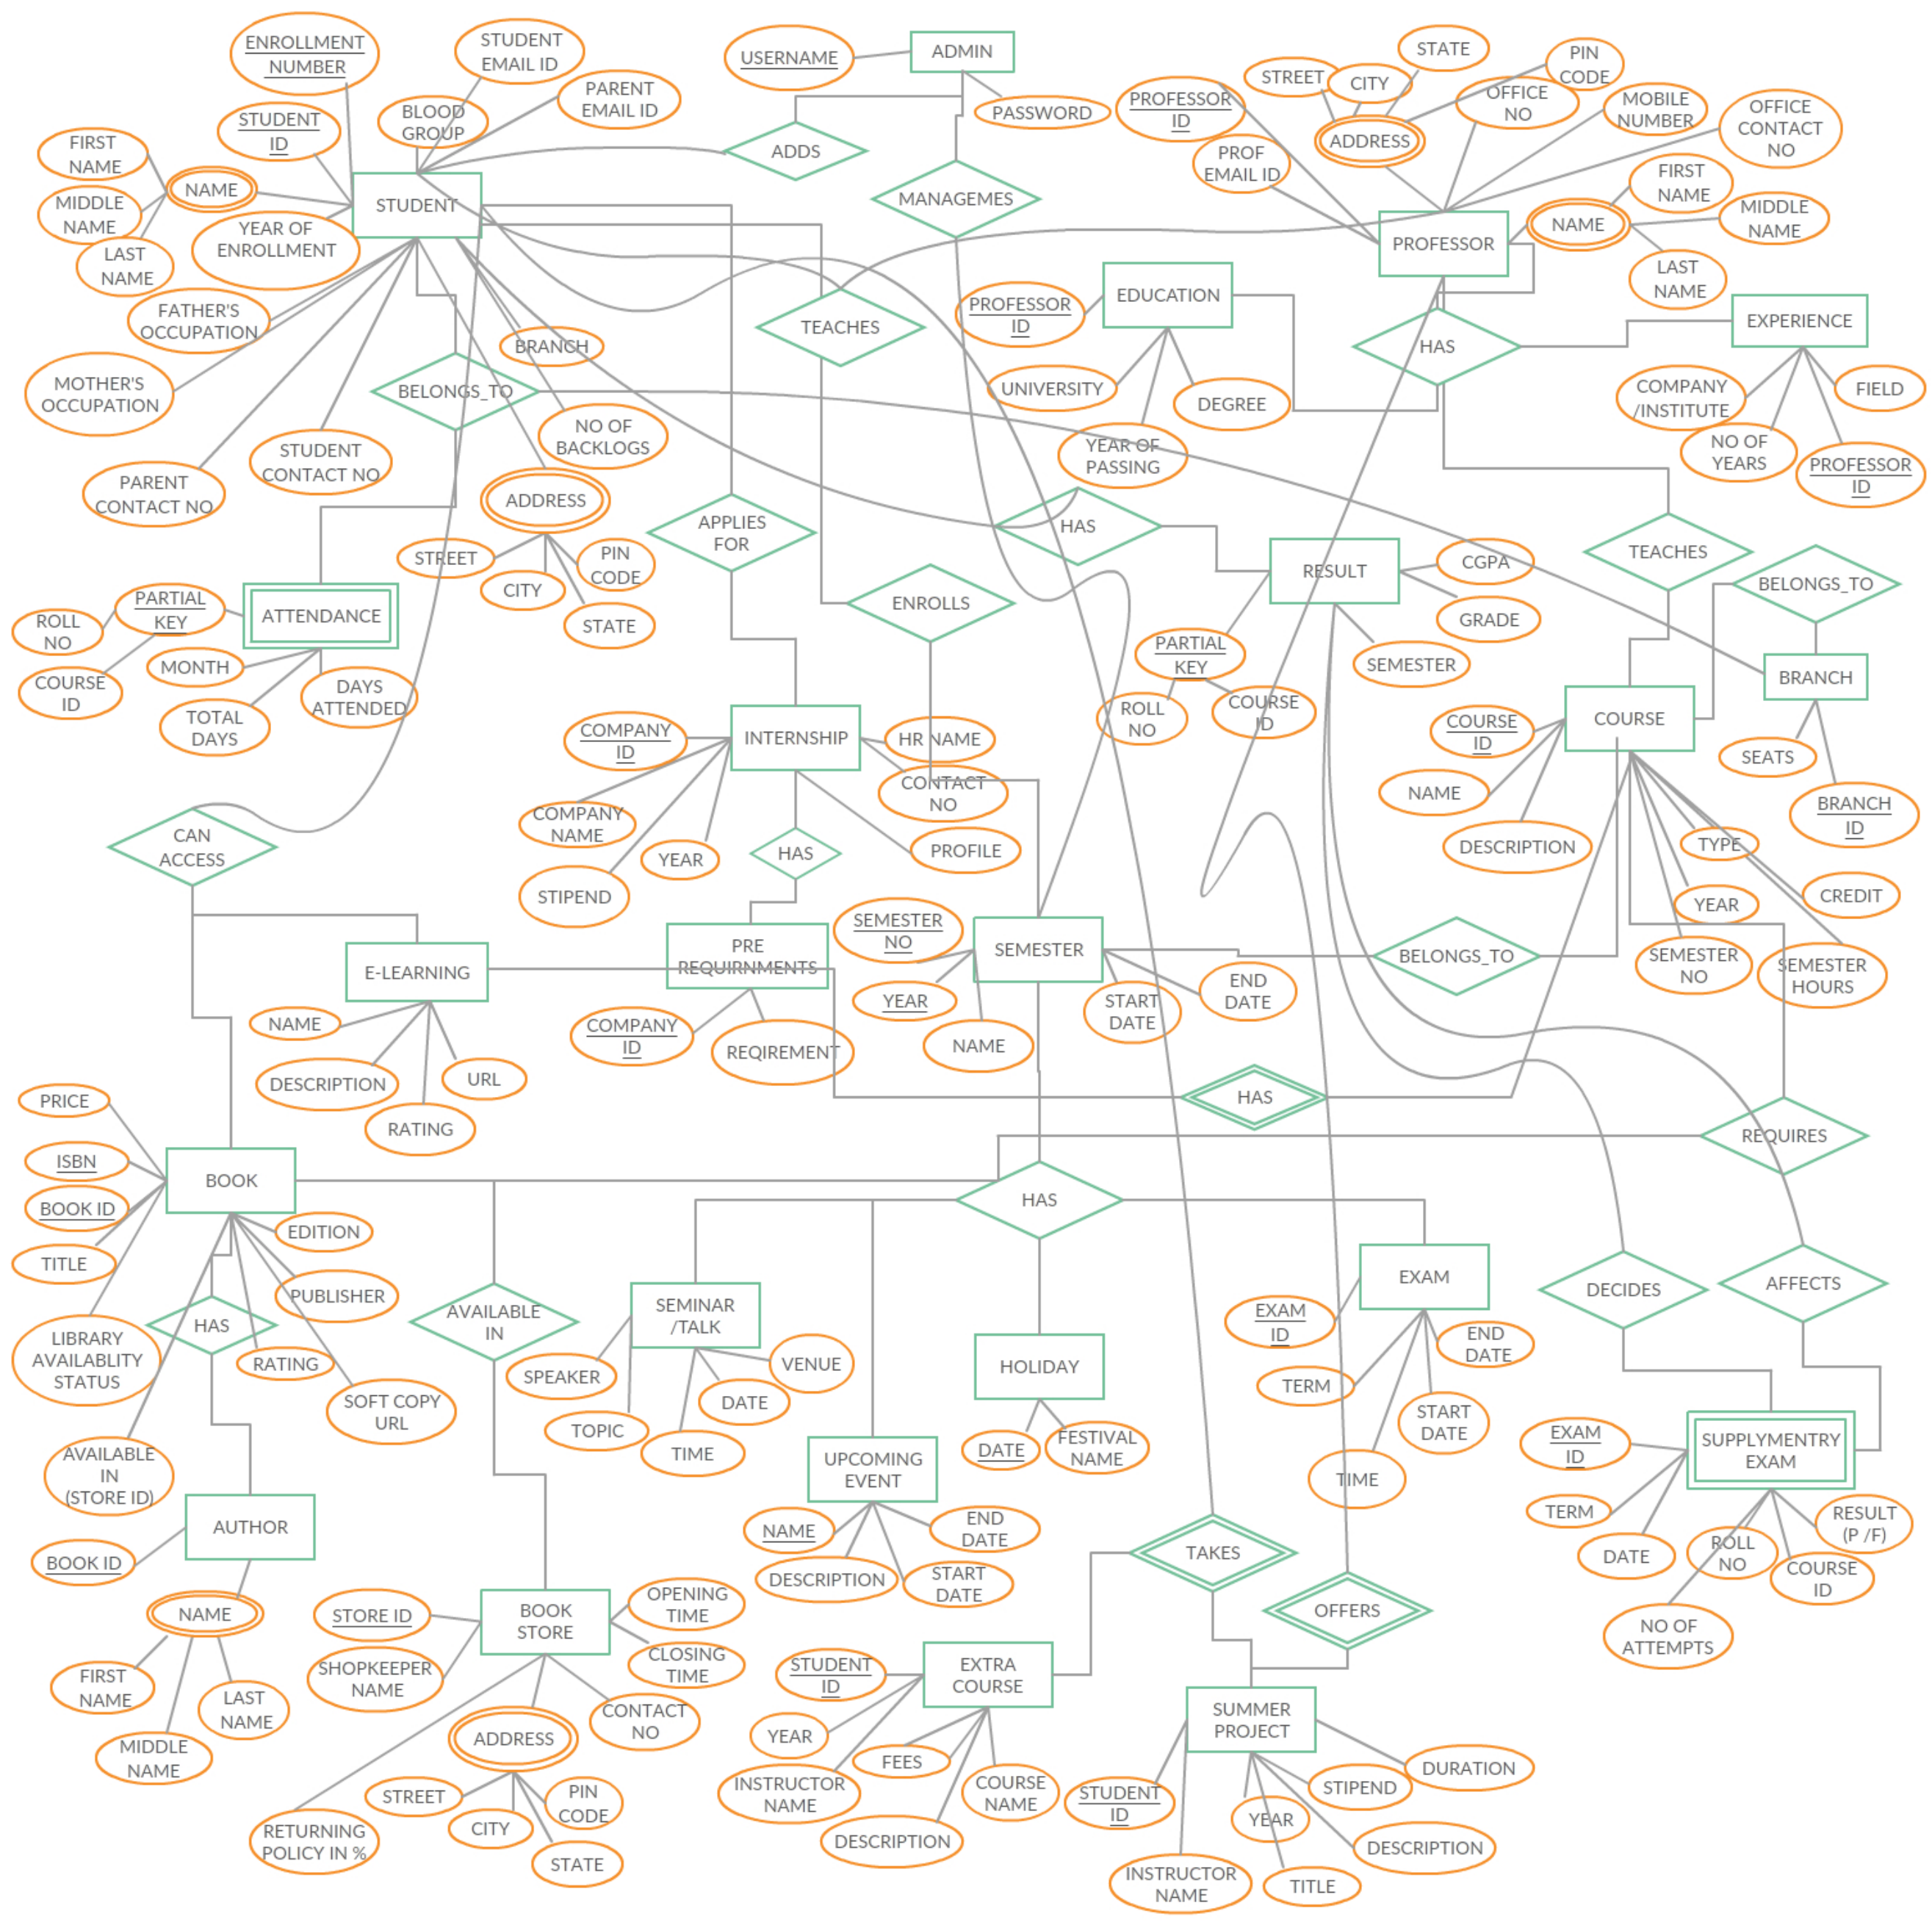 ENROLLMENT
NUMBER
STUDENT
EMAIL ID
PARENT
EMAIL ID
BLOOD
GROUP
STUDENT
ID
FIRST
NAME
NAME
MIDDLE
NAME
LAST
NAME
YEAR OF
ENROLLMENT
STUDENT
FATHER'S
OCCUPATION
MOTHER'S
OCCUPATION
PARENT
CONTACT NO
STUDENT
CONTACT NO
BRANCH
NO OF
BACKLOGS
BELONGS_TO
ADDRESS
STREET
CITY
PIN
CODE
STATE
USERNAME
ADMIN
PASSWORD
ADDS
MANAGEMES
PROFESSOR
ID
PROF
EMAIL ID
STREET
CITY
STATE
PIN
CODE
ADDRESS
OFFICE
NO
MOBILE
NUMBER
OFFICE
CONTACT
NO
FIRST
NAME
NAME
MIDDLE
NAME
LAST
NAME
PROFESSOR
TEACHES
PROFESSOR
ID
EDUCATION
UNIVERSITY
YEAR OF
PASSING
DEGREE
HAS
EXPERIENCE
COMPANY
/INSTITUTE
NO OF
YEARS
PROFESSOR
ID
FIELD
APPLIES
FOR
HAS
RESULT
CGPA
GRADE
SEMESTER
PARTIAL
KEY
ROLL
NO
COURSE
ID
TEACHES
BELONGS_TO
BRANCH
SEATS
BRANCH
ID
ENROLLS
PARTIAL
KEY
ROLL
NO
COURSE
ID
ATTENDANCE
MONTH
TOTAL
DAYS
DAYS
ATTENDED
COMPANY
ID
INTERNSHIP
HR NAME
CONTACT
NO
COMPANY
NAME
YEAR
STIPEND
HAS
PROFILE
COURSE
COURSE
ID
NAME
DESCRIPTION
TYPE
CREDIT
YEAR
SEMESTER
NO
SEMESTER
HOURS
CAN
ACCESS
E-LEARNING
NAME
DESCRIPTION
RATING
URL
PRE
REQUIRNMENTS
COMPANY
ID
REQIREMENT
SEMESTER
NO
SEMESTER
YEAR
NAME
START
DATE
END
DATE
BELONGS_TO
HAS
REQUIRES
PRICE
ISBN
BOOK ID
TITLE
BOOK
EDITION
PUBLISHER
HAS
RATING
SOFT COPY
URL
LIBRARY
AVAILABLITY
STATUS
AVAILABLE
IN
(STORE ID)
AVAILABLE
IN
HAS
SEMINAR
/TALK
SPEAKER
TOPIC
TIME
DATE
VENUE
HOLIDAY
DATE
FESTIVAL
NAME
EXAM
EXAM
ID
TERM
TIME
START
DATE
END
DATE
DECIDES
AFFECTS
UPCOMING
EVENT
NAME
DESCRIPTION
START
DATE
END
DATE
SUPPLYMENTRY
EXAM
EXAM
ID
TERM
DATE
ROLL
NO
COURSE
ID
RESULT
(P /F)
NO OF
ATTEMPTS
AUTHOR
BOOK ID
NAME
FIRST
NAME
MIDDLE
NAME
LAST
NAME
STORE ID
BOOK
STORE
OPENING
TIME
CLOSING
TIME
SHOPKEEPER
NAME
CONTACT
NO
ADDRESS
STREET
CITY
PIN
CODE
STATE
RETURNING
POLICY IN %
TAKES
OFFERS
STUDENT
ID
EXTRA
COURSE
YEAR
FEES
INSTRUCTOR
NAME
DESCRIPTION
COURSE
NAME
SUMMER
PROJECT
STUDENT
ID
INSTRUCTOR
NAME
YEAR
TITLE
STIPEND
DURATION
DESCRIPTION